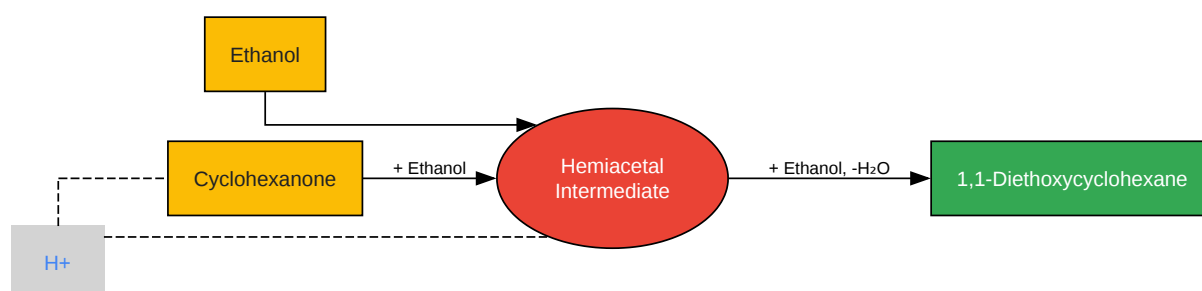 Ethanol
Cyclohexanone
+ Ethanol
Hemiacetal
Intermediate
+ Ethanol, -H₂O
1,1-Diethoxycyclohexane
H+